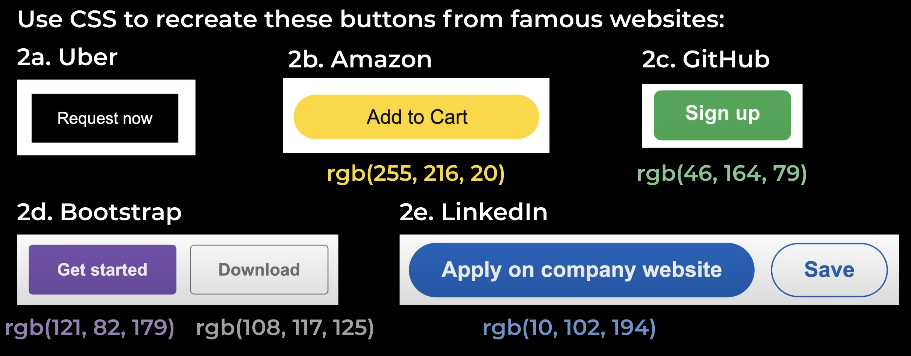 Use CSS to recreate these buttons from famous websites:
2a. Uber
2b. Amazon
2c. GitHub
Request now
Add to Cart
Sign up
rgb(255, 216, 20)
rgb(46, 164, 79)
2d. Bootstrap
2e. LinkedIn
Get started
Download
Apply on company website
Save
rgb(121, 82, 179)
rgb(108, 117, 125)
rgb(10, 102, 194)